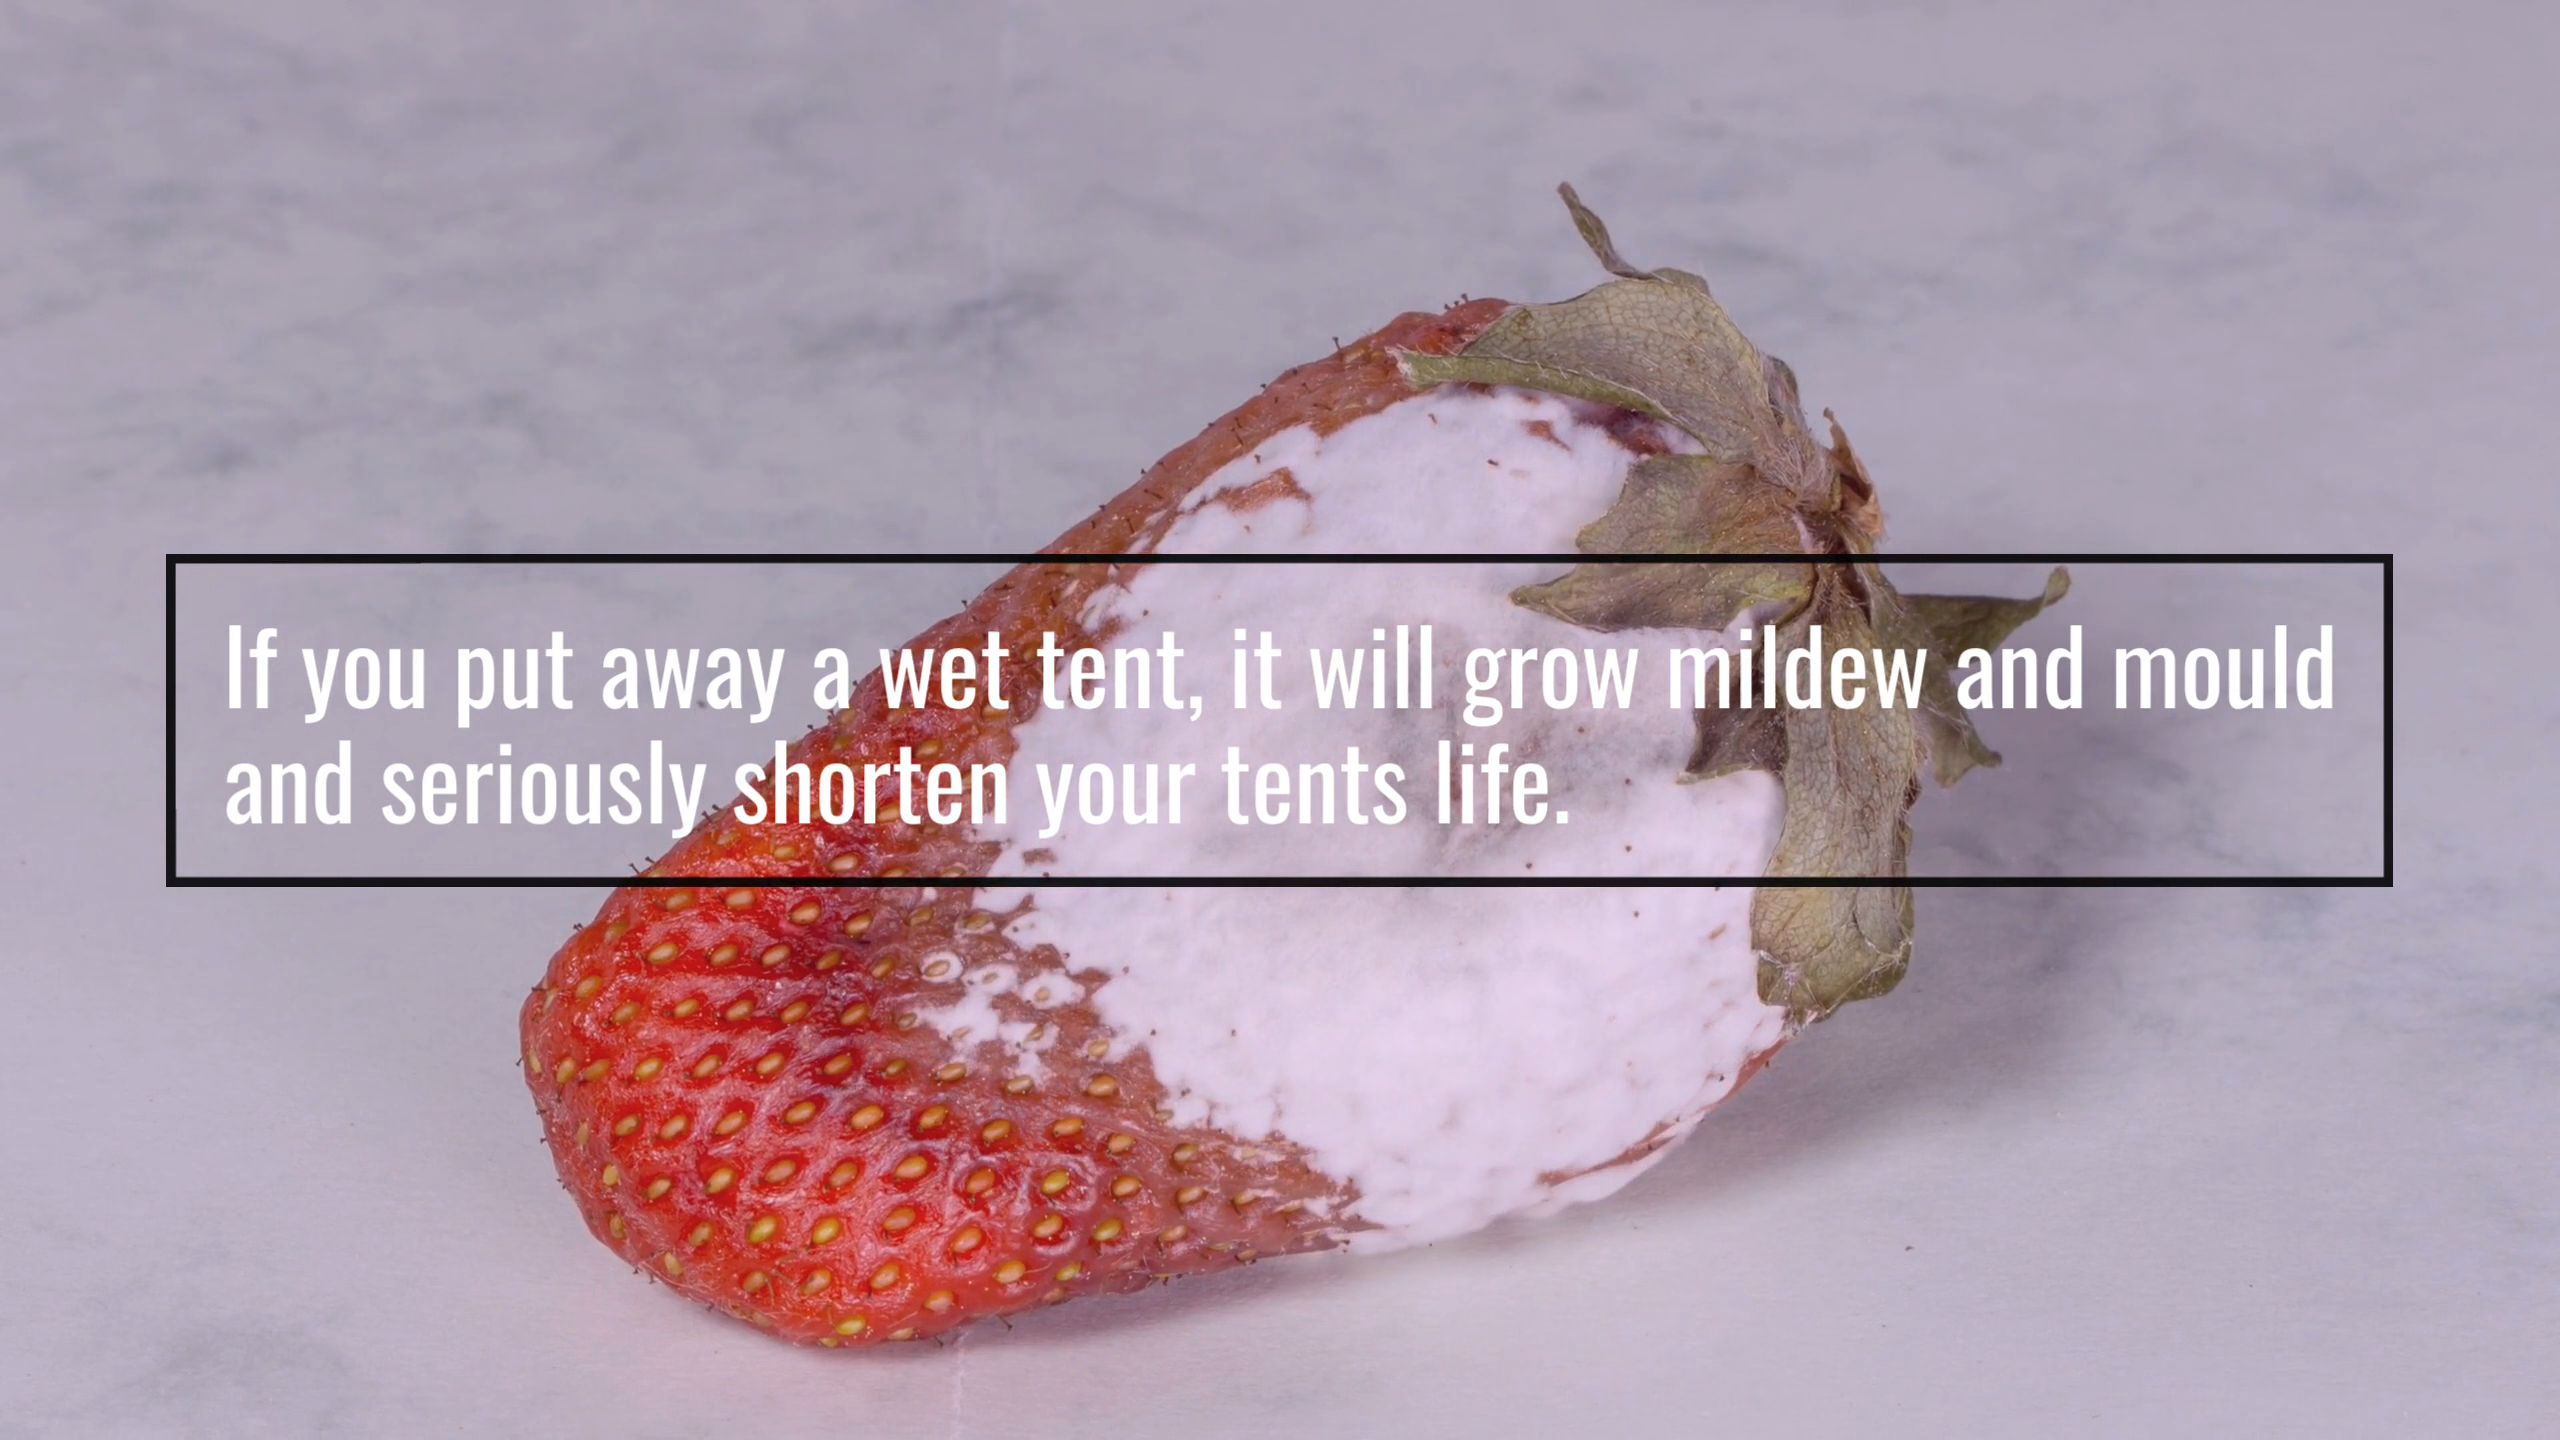 If you put away a wet tent, it will grow mildew and mould
and seriously shorten your tents life.